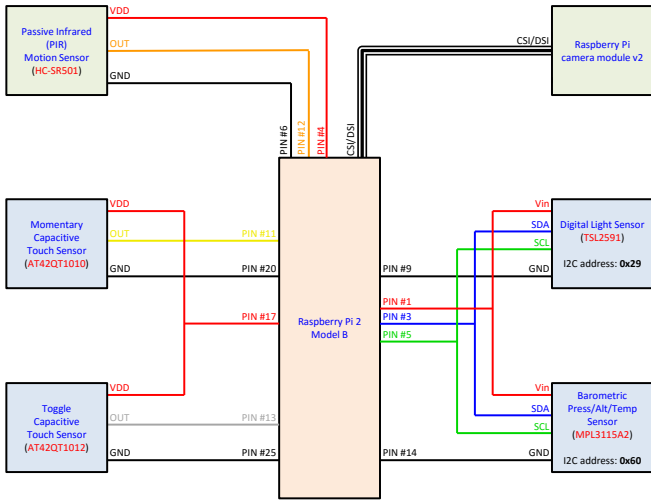 VDD
Passive Infrared
(PIR)
Motion Sensor
(HC-SR501)
OUT
GND
CSI/DSI
Raspberry Pi
camera module v2
PIN #6
PIN #12
PIN #4
CSI/DSI
VDD
Momentary
Capacitive
Touch Sensor
(AT42QT1010)
OUT
PIN #11
GND
PIN #20
Vin
SDA
SCL
GND
PIN #9
Digital Light Sensor
(TSL2591)
I2C address: 0x29
PIN #1
PIN #3
PIN #5
PIN #17
Raspberry Pi 2
Model B
VDD
Toggle
Capacitive
Touch Sensor
(AT42QT1012)
OUT
PIN #13
GND
PIN #25
Vin
SDA
SCL
PIN #14
GND
Barometric
Press/Alt/Temp
Sensor
(MPL3115A2)
I2C address: 0x60